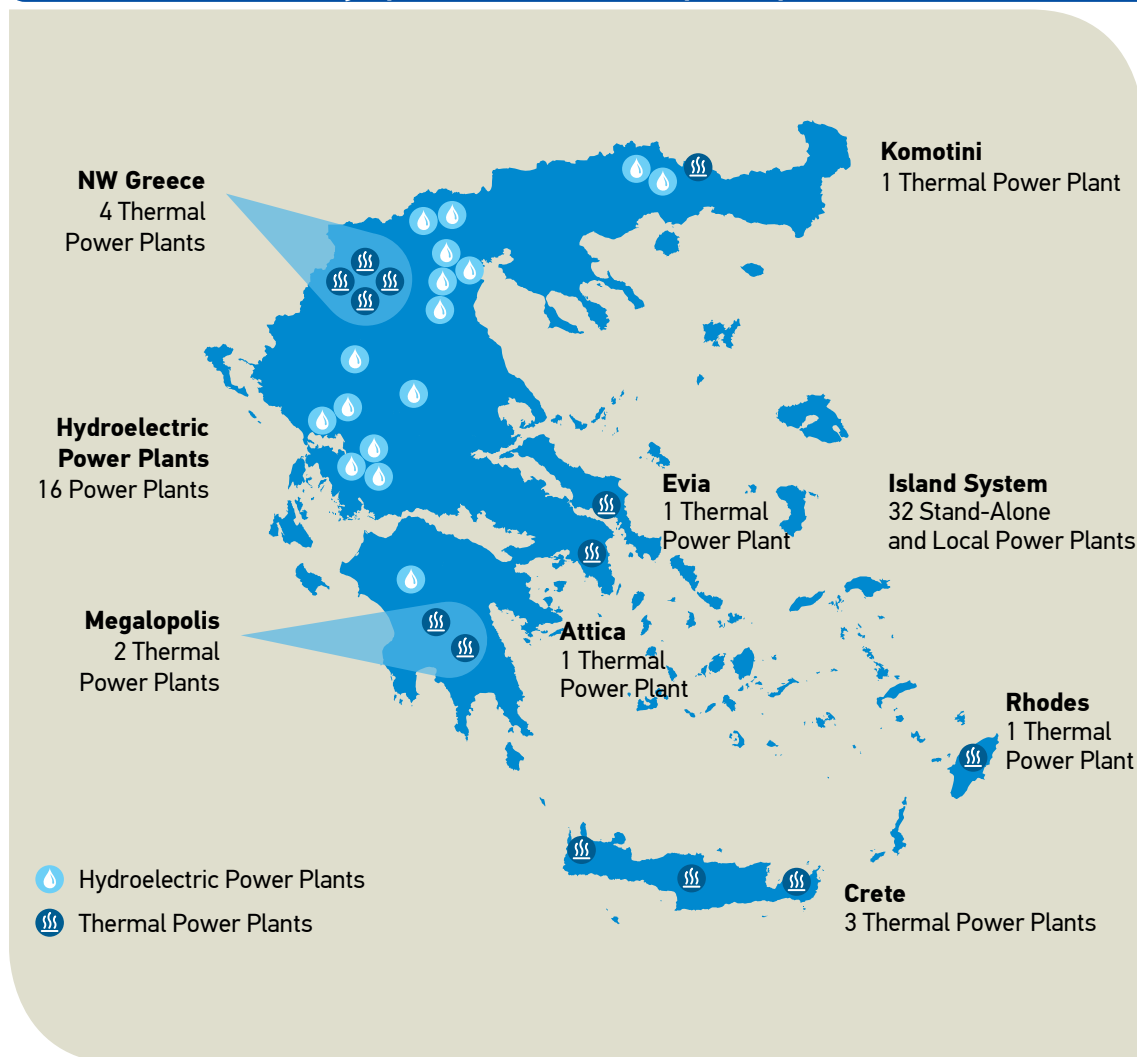 Komotini
1 Thermal Power Plant
NW Greece
4 Thermal
Power Plants
Hydroelectric
Power Plants
16 Power Plants
Evia
1 Thermal
Power Plant
Island System
32 Stand-Alone
and Local Power Plants
Megalopolis
2 Thermal
Power Plants
Attica
1 Thermal
Power Plant
Rhodes
1 Thermal
Power Plant
Hydroelectric Power Plants
Thermal Power Plants
Crete
3 Thermal Power Plants